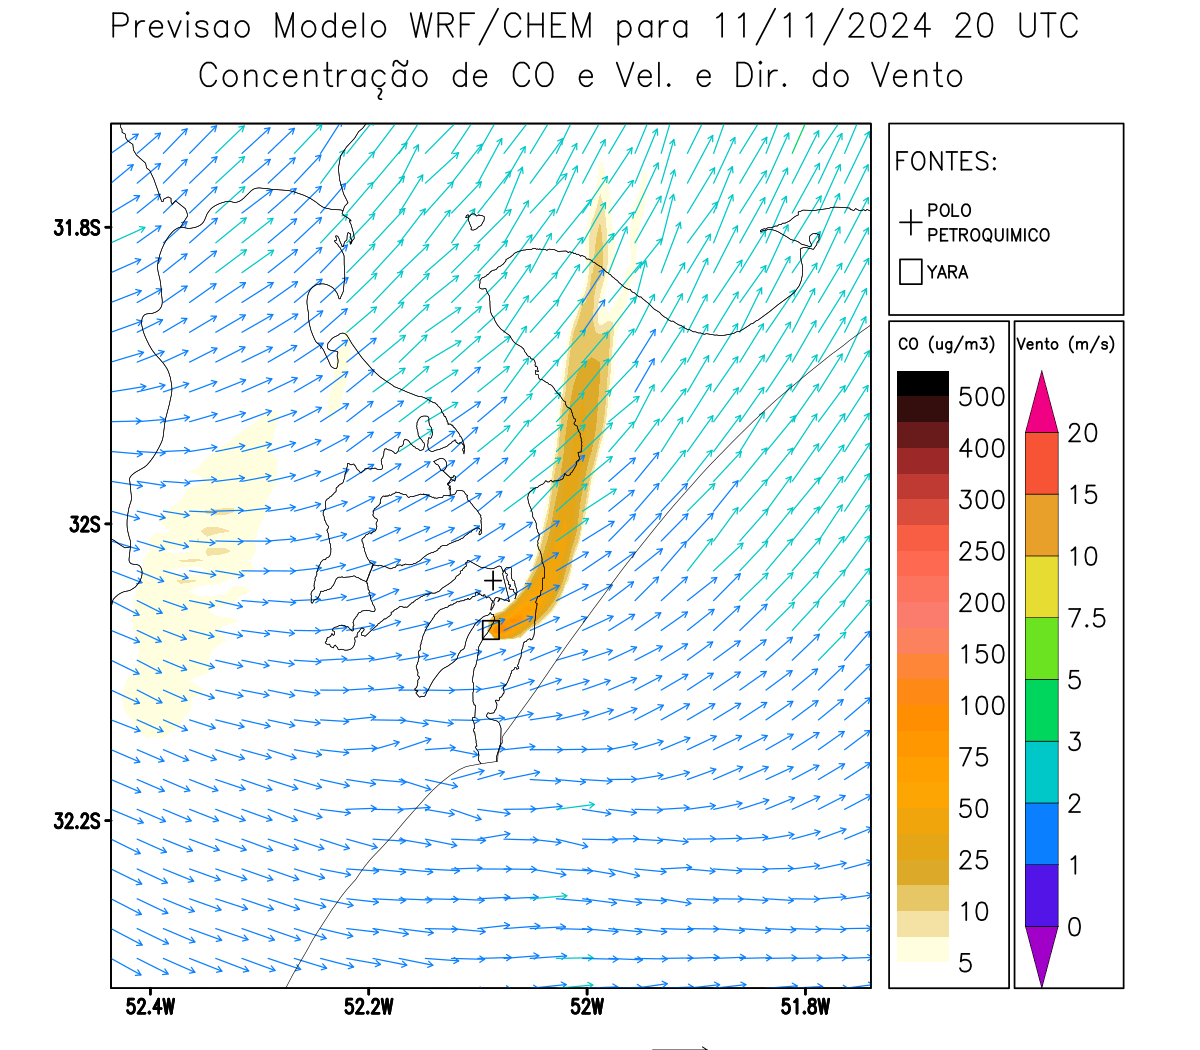 Previsao Modelo WRF/CHEM para 11/11/2024 20 UTC
Concentração de CO e Vel. e Dir. do Vento
FONTES:
POLO
PETROQUIMICO
YARA
31.8S
32S
32.2S
52.4W
52.2W
52W
51.8W
CO (ug/m3)
500
400
300
250
200
150
100
75
50
25
10
5
Vento (m/s)
20
15
10
7.5
5
3
2
1
0